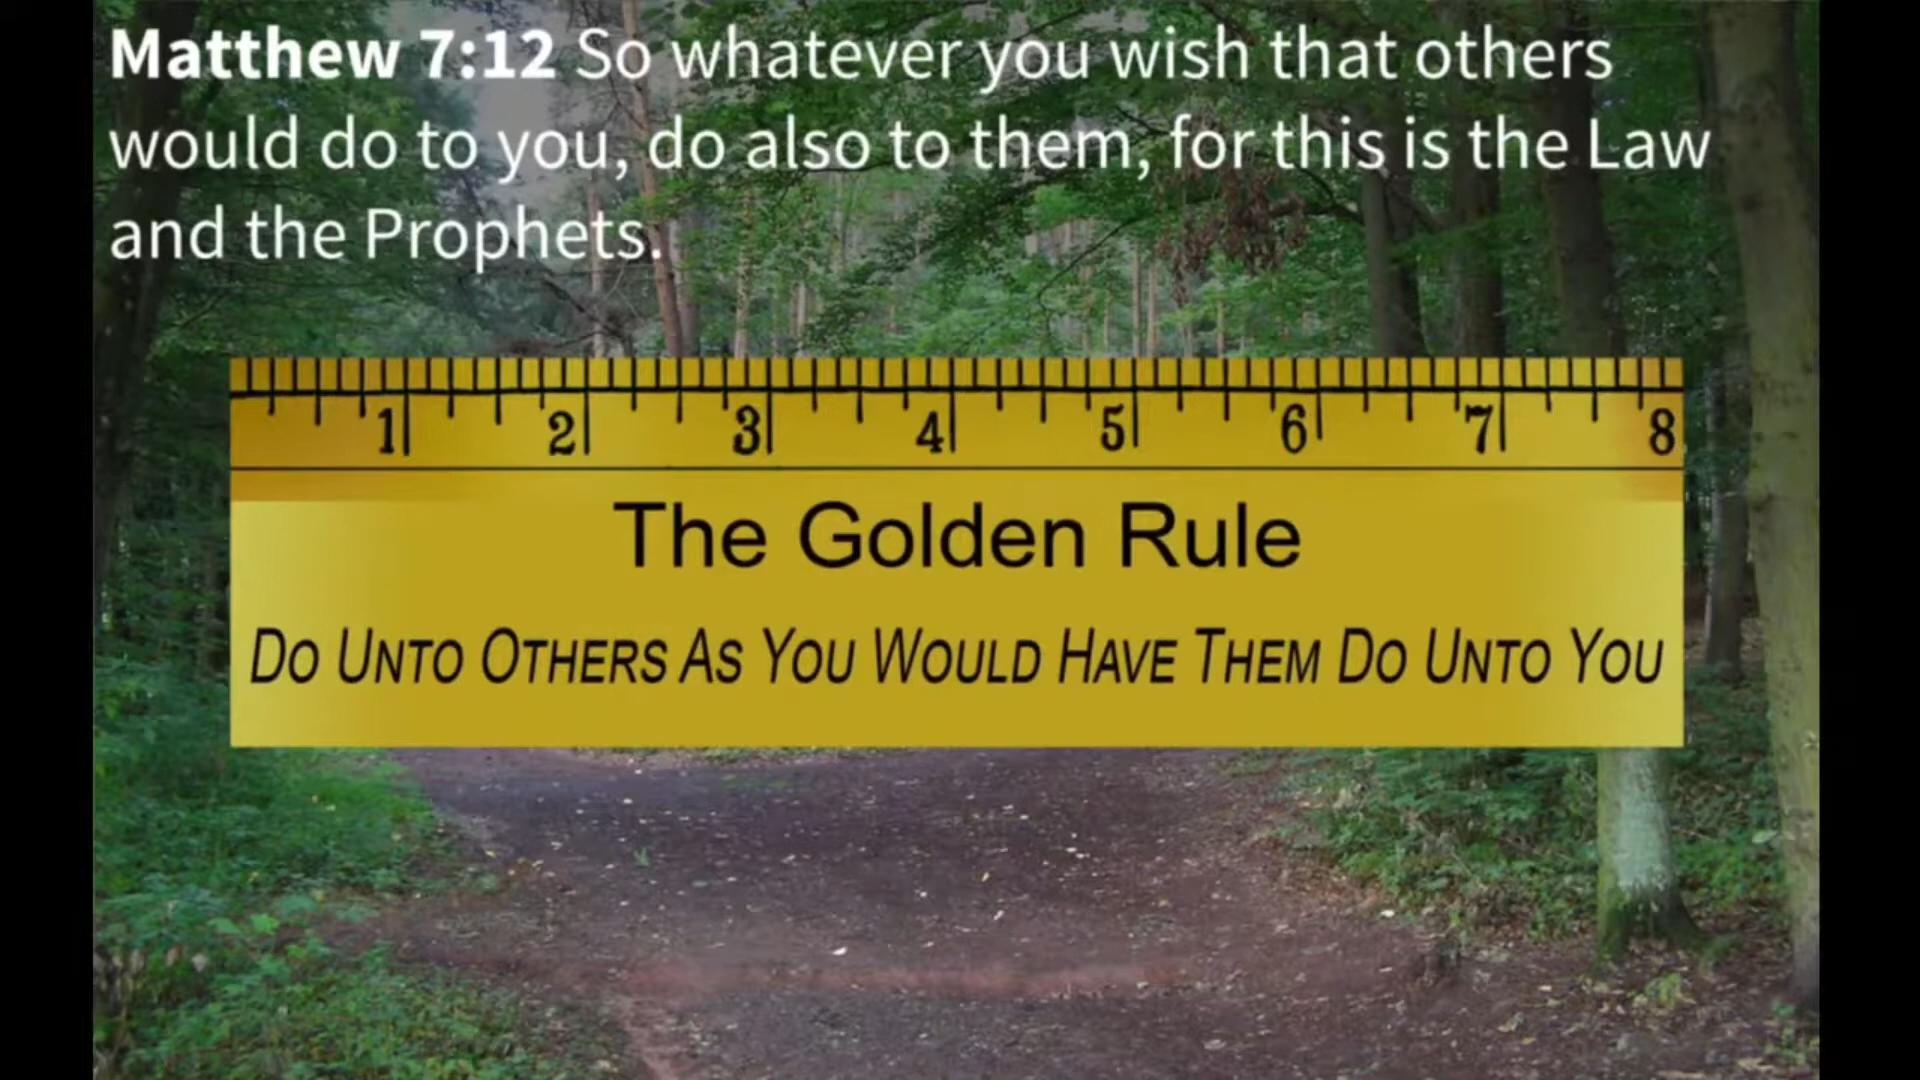 Matthew 7:12 So whatever you wish that others
would do to you, do also to them, for this is the Law
and the Prophets.
1 2 3 4 5 6 7 8
The Golden Rule
DO UNTO OTHERS AS YOU WOULD HAVE THEM DO UNTO YOU